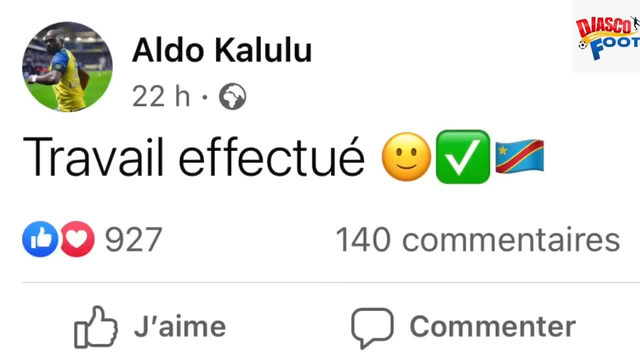 DIASCO
FOOT
Aldo Kalulu
22 h ·
Travail effectué 🙂✅🇨🇩
927
140 commentaires
J'aime
Commenter